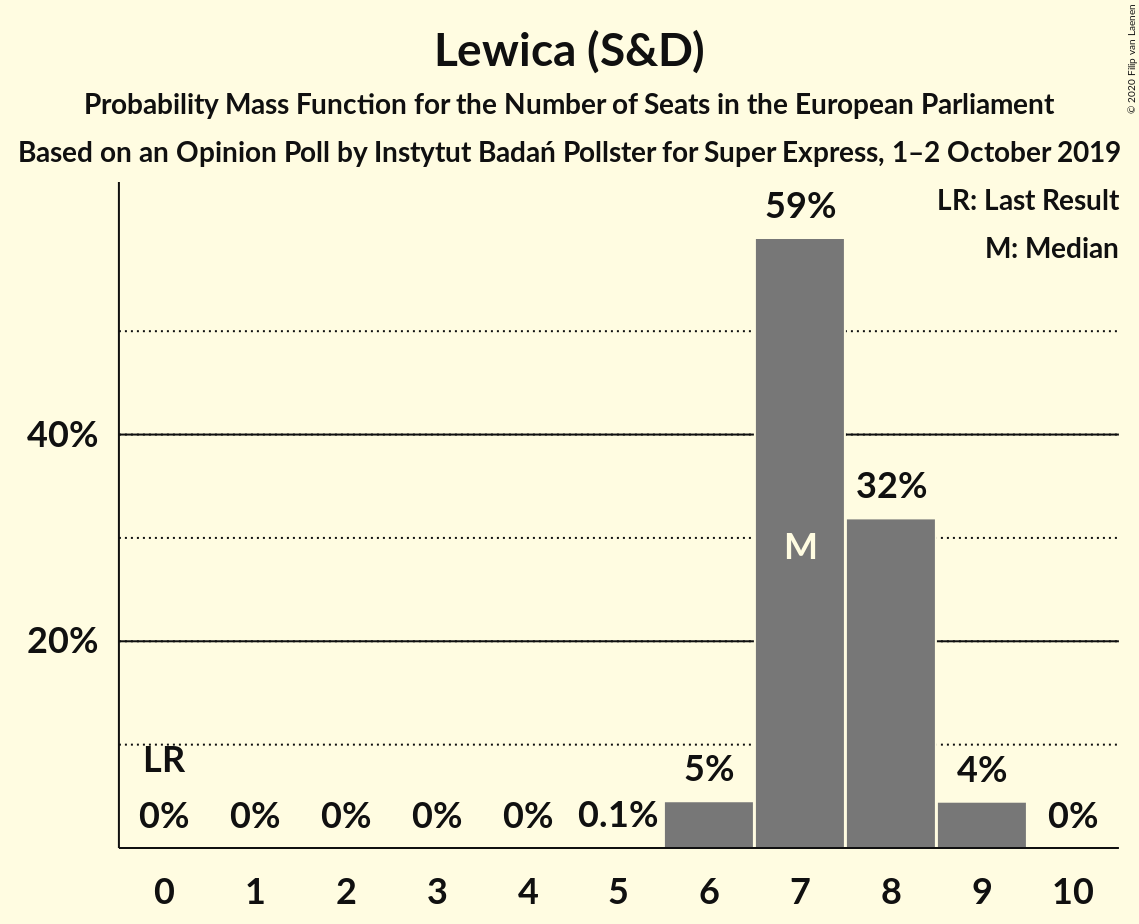 Lewica (S&D)
Probability Mass Function for the Number of Seats in the European Parliament
Based on an Opinion Poll by Instytut Badań Pollster for Super Express, 1–2 October 2019
© 2020 Filip van Laenen
LR: Last Result
M: Median
59%
40%
32%
M
20%
LR
5%
4%
0% 0% 0% 0% 0% 0.1% 0%
0 1 2 3 4 5 6 7 8 9 10